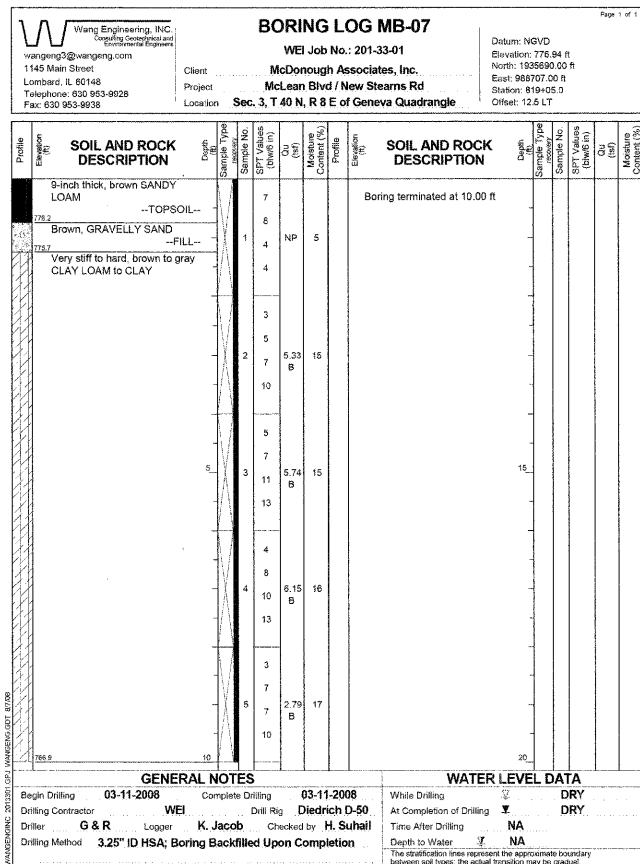 Page 1 of 1
Wang Engineering, INC.
Consulting Geotechnical and
Environmental Engineers
wangeng3@wangeng.com
1145 Main Street
Lombard, IL 60148
Telephone: 630 953-9928
Fax: 630 953-9938
BORING LOG MB-07
WEI Job No.: 201-33-01
Client McDonough Associates, Inc.
Project McLean Blvd / New Stearns Rd
Location Sec. 3, T 40 N, R 8 E of Geneva Quadrangle
Datum: NGVD
Elevation: 776.94 ft
North: 1935690.00 ft
East: 988707.00 ft
Station: 819+05.0
Offset: 12.5 LT
Profile
Elevation (ft)
SOIL AND ROCK DESCRIPTION
Depth (ft)
Sample Type recovery
Sample No.
SPT Values (blw/6 in)
Qu (tsf)
Moisture Content (%)
Profile
Elevation (ft)
SOIL AND ROCK DESCRIPTION
Depth (ft)
Sample Type recovery
Sample No.
SPT Values (blw/6 in)
Qu (tsf)
Moisture Content (%)
9-inch thick, brown SANDY
LOAM
--TOPSOIL--
776.2
Brown, GRAVELLY SAND
--FILL--
775.7
Very stiff to hard, brown to gray
CLAY LOAM to CLAY
7
8
1 4 NP 5
4
3
5
2 7 5.33 B 15
10
5
7
5 3 11 5.74 B 15
13
4
8
4 10 6.15 B 16
13
3
7
5 7 2.79 B 17
10
766.9 10
Boring terminated at 10.00 ft
15
20
WANGENGINC 2013301.GPJ WANGENG.GDT 8/7/08
GENERAL NOTES
Begin Drilling 03-11-2008 Complete Drilling 03-11-2008
Drilling Contractor WEI Drill Rig Diedrich D-50
Driller G & R Logger K. Jacob Checked by H. Suhail
Drilling Method 3.25" ID HSA; Boring Backfilled Upon Completion
WATER LEVEL DATA
While Drilling DRY
At Completion of Drilling DRY
Time After Drilling NA
Depth to Water NA
The stratification lines represent the approximate boundary
between soil types; the actual transition may be gradual